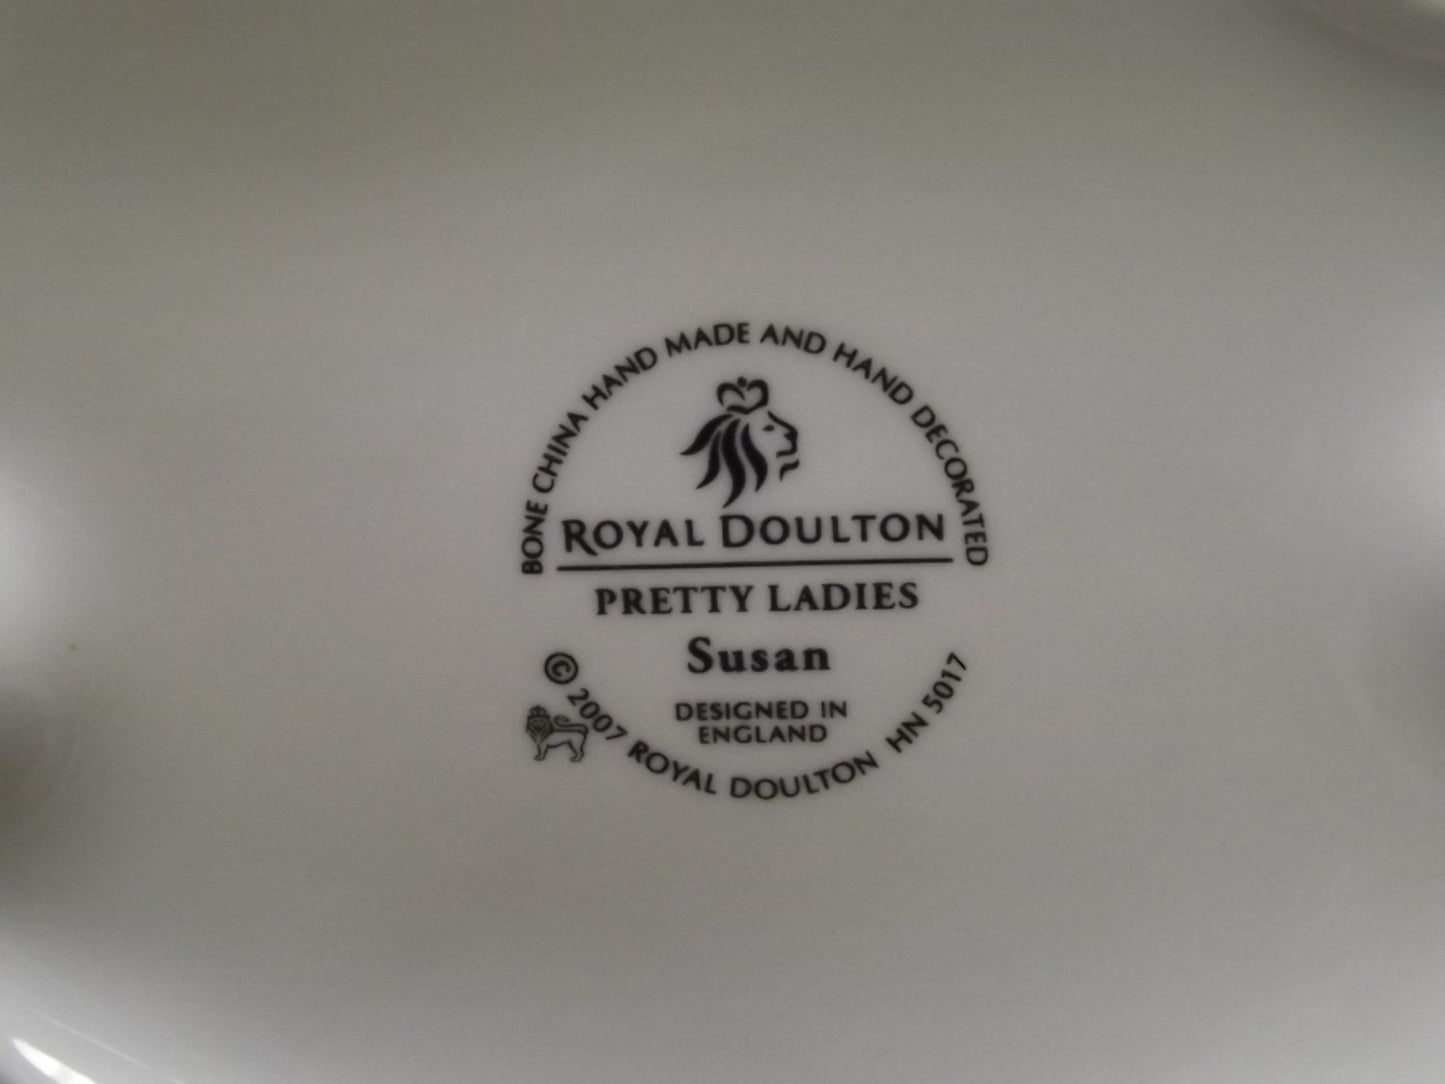 BONE CHINA HAND MADE AND HAND DECORATED
ROYAL DOULTON
PRETTY LADIES
Susan
DESIGNED IN
ENGLAND
© 2007 ROYAL DOULTON HN 5017